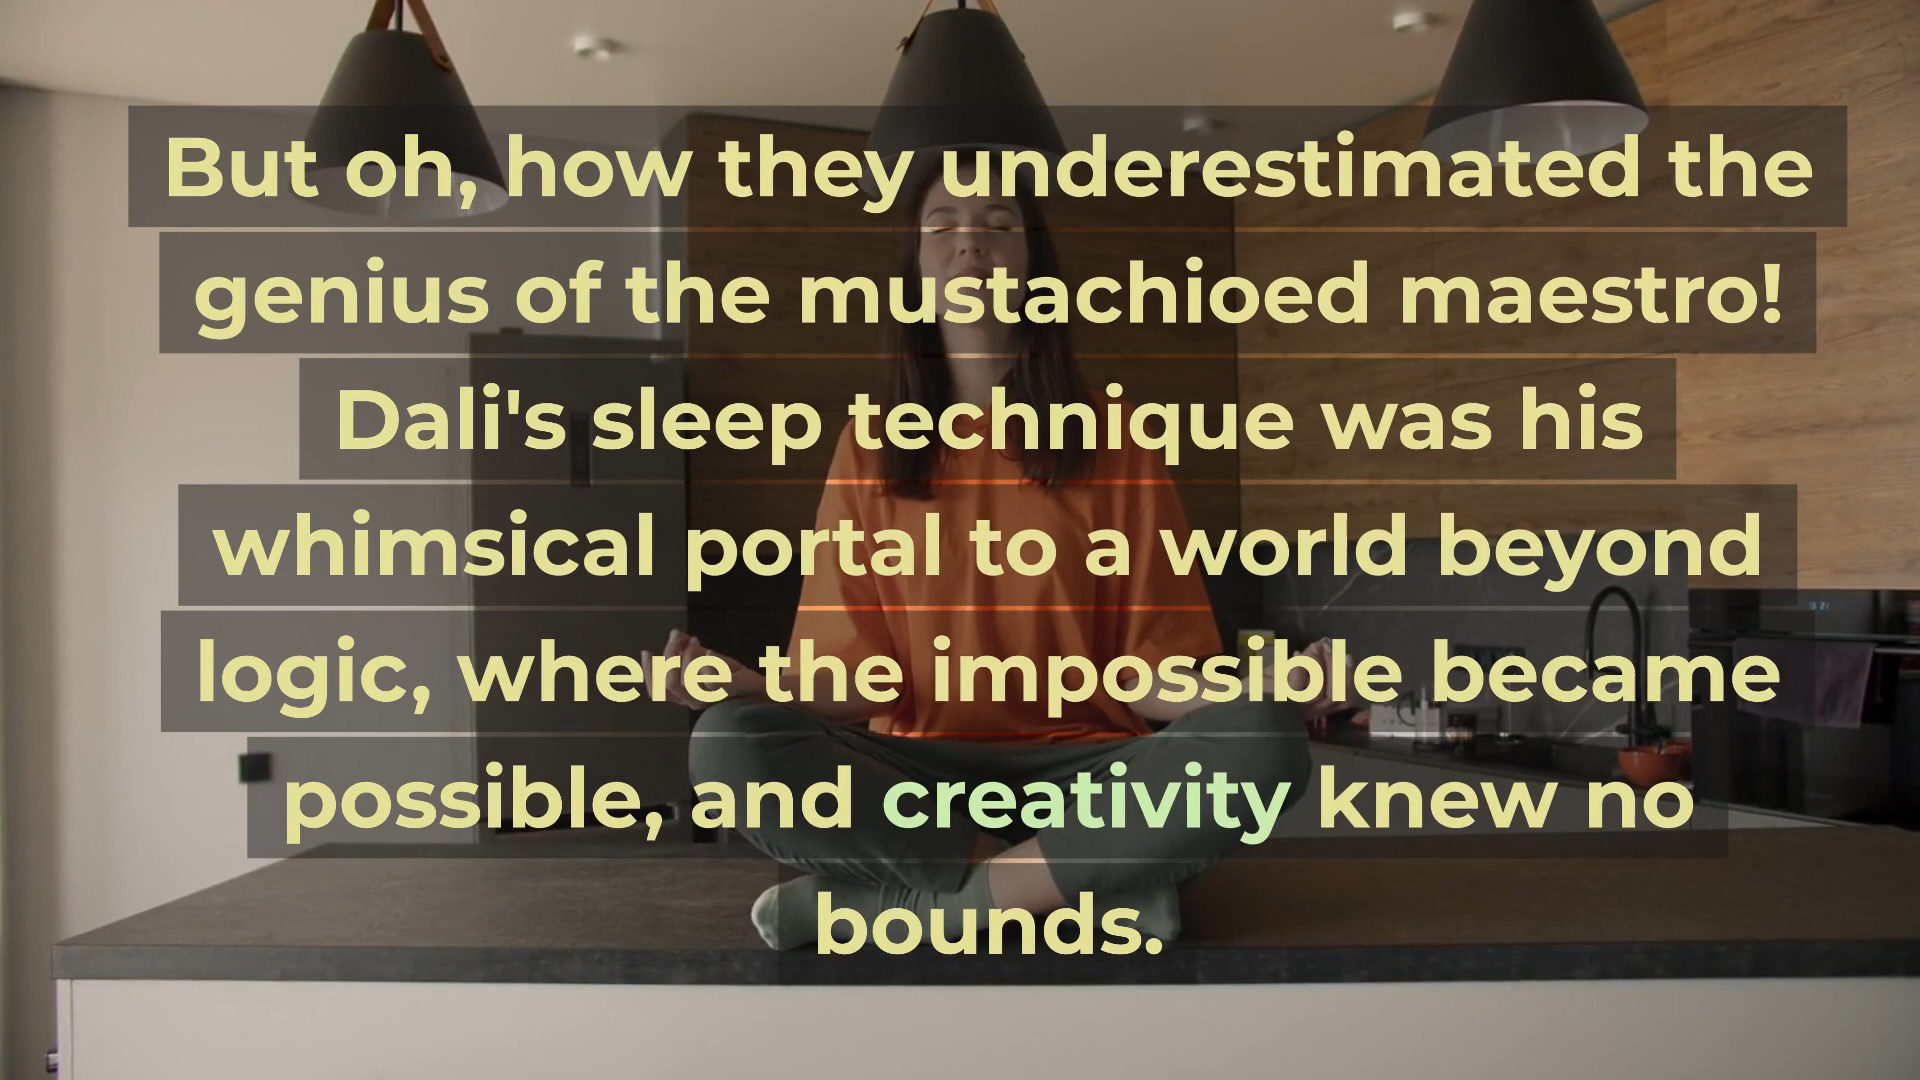 But oh, how they underestimated the
genius of the mustachioed maestro!
Dali's sleep technique was his
whimsical portal to a world beyond
logic, where the impossible became
possible, and creativity knew no
bounds.